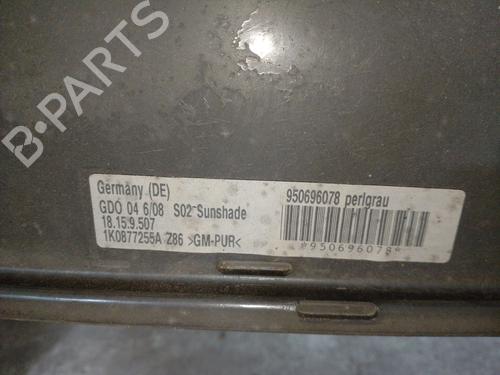 B-PARTS
Germany (DE)
GDO 04 6/08 S02 Sunshade
18.15.9.507
1K0877255A Z86 >GM-PUR<
950696078 perlgrau
*950696078*